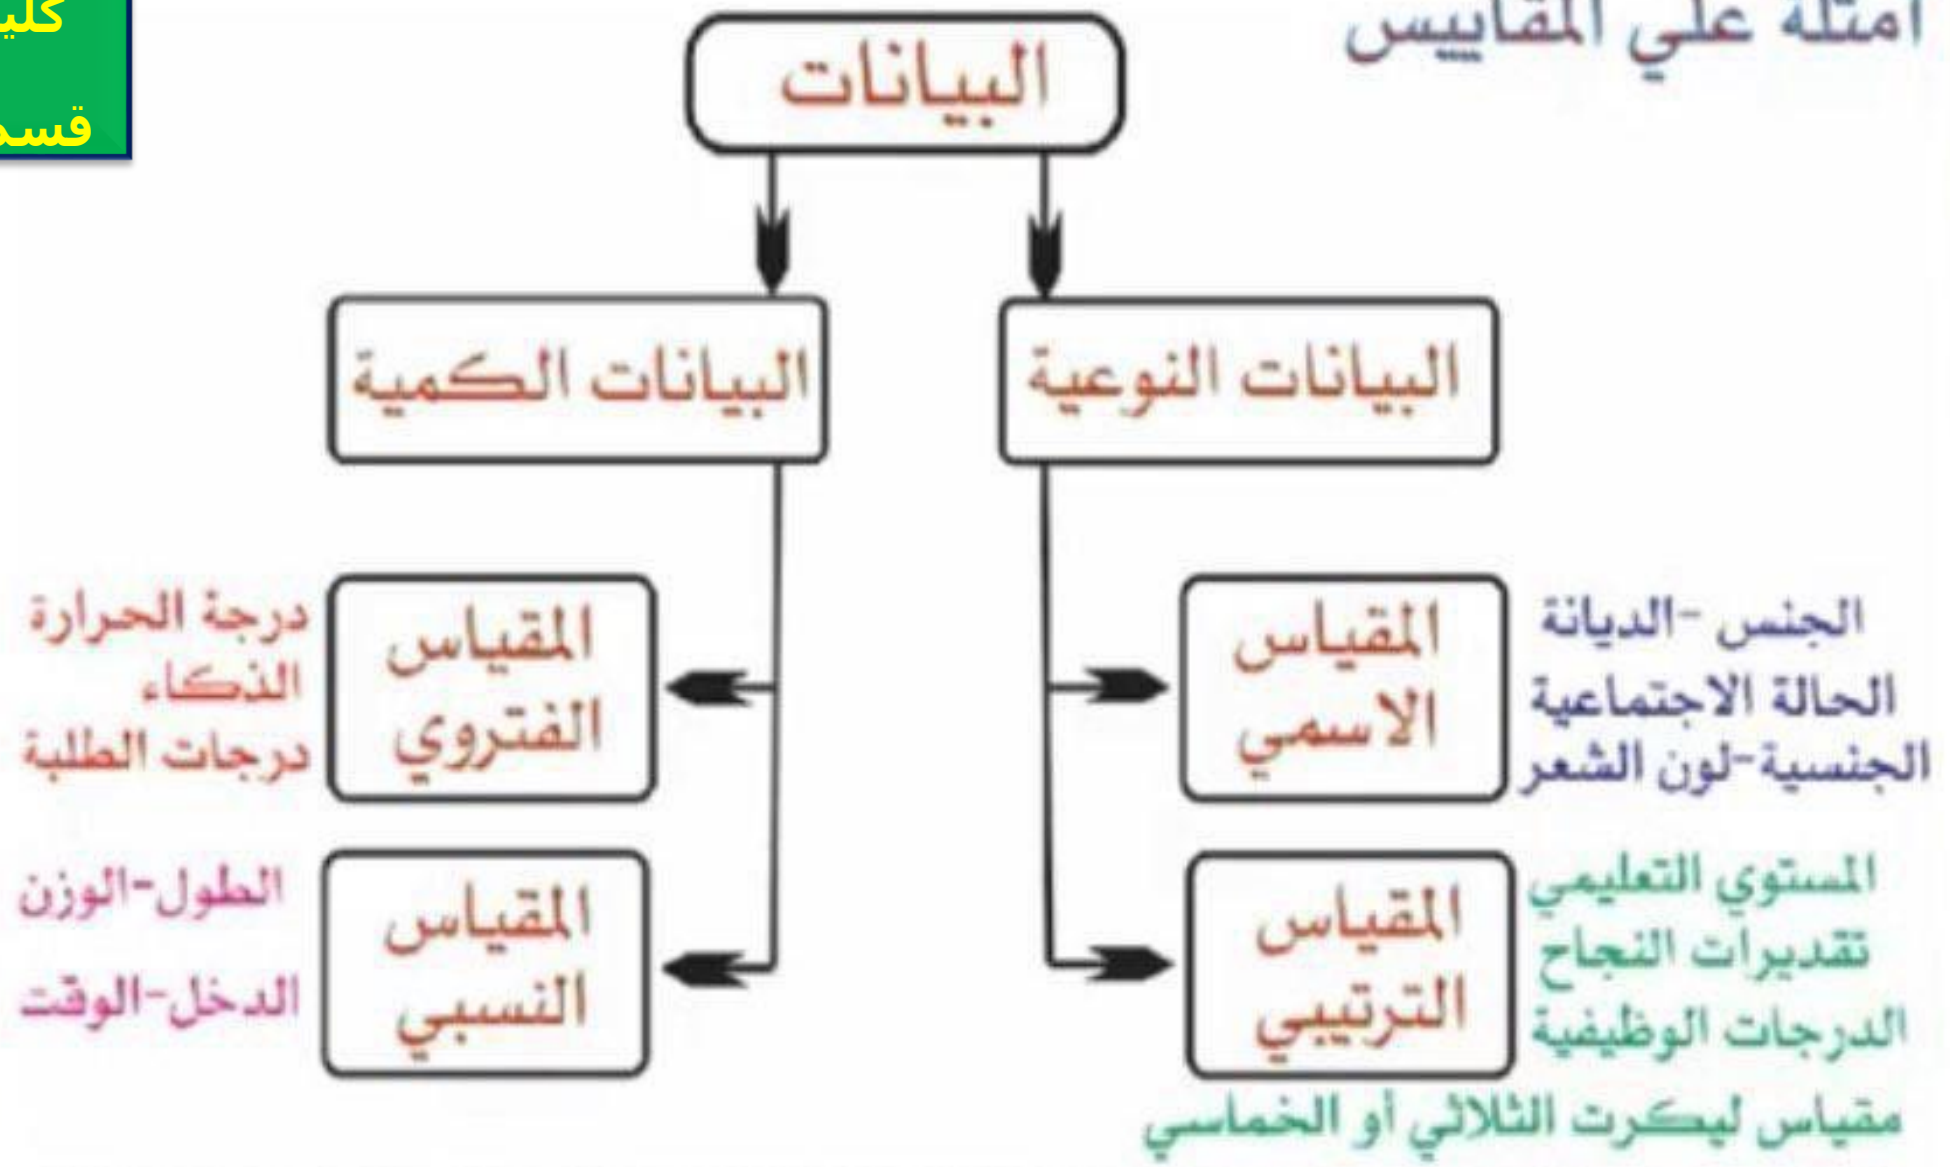 امثلة علي المقاييس
البيانات
البيانات النوعية
البيانات الكمية
المقياس
الاسمي
الجنس -الديانة
الحالة الاجتماعية
الجنسية-لون الشعر
المقياس
الترتيبي
المستوي التعليمي
تقديرات النجاح
الدرجات الوظيفية
مقياس ليكرت الثلاثي أو الخماسي
المقياس
الفتروي
درجة الحرارة
الذكاء
درجات الطلبة
المقياس
النسبي
الطول-الوزن
الدخل-الوقت